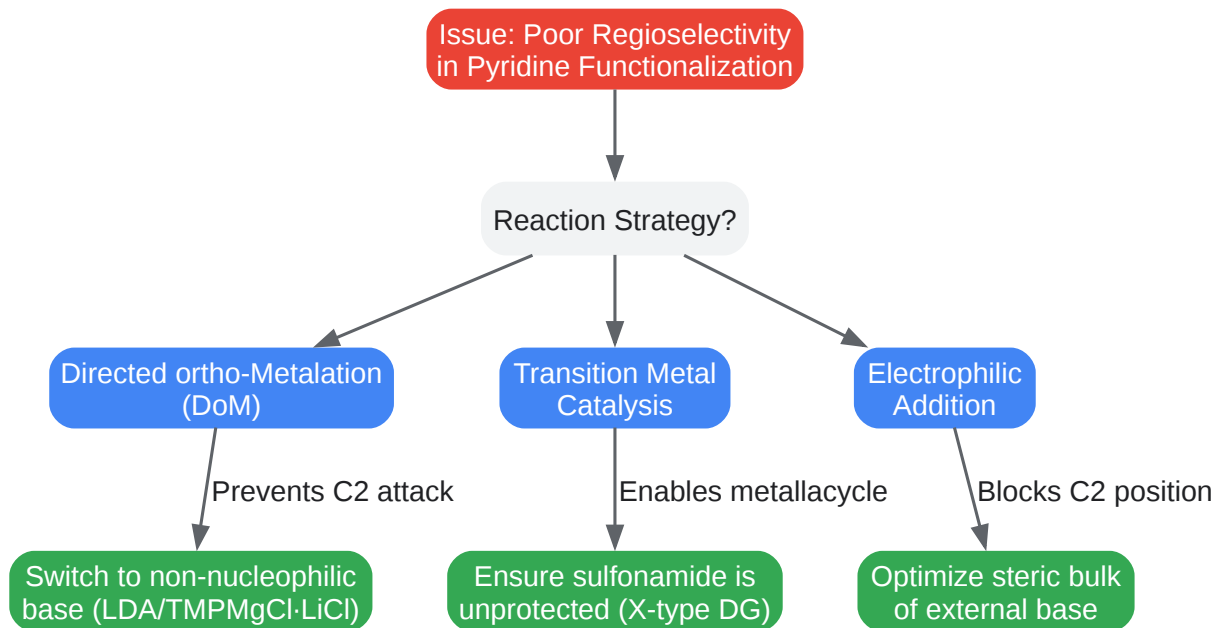 Issue: Poor Regioselectivity
in Pyridine Functionalization
Reaction Strategy?
Directed ortho-Metalation
(DoM)
Transition Metal
Catalysis
Electrophilic
Addition
Prevents C2 attack
Enables metallacycle
Blocks C2 position
Switch to non-nucleophilic
base (LDA/TMPMgCl·LiCl)
Ensure sulfonamide is
unprotected (X-type DG)
Optimize steric bulk
of external base